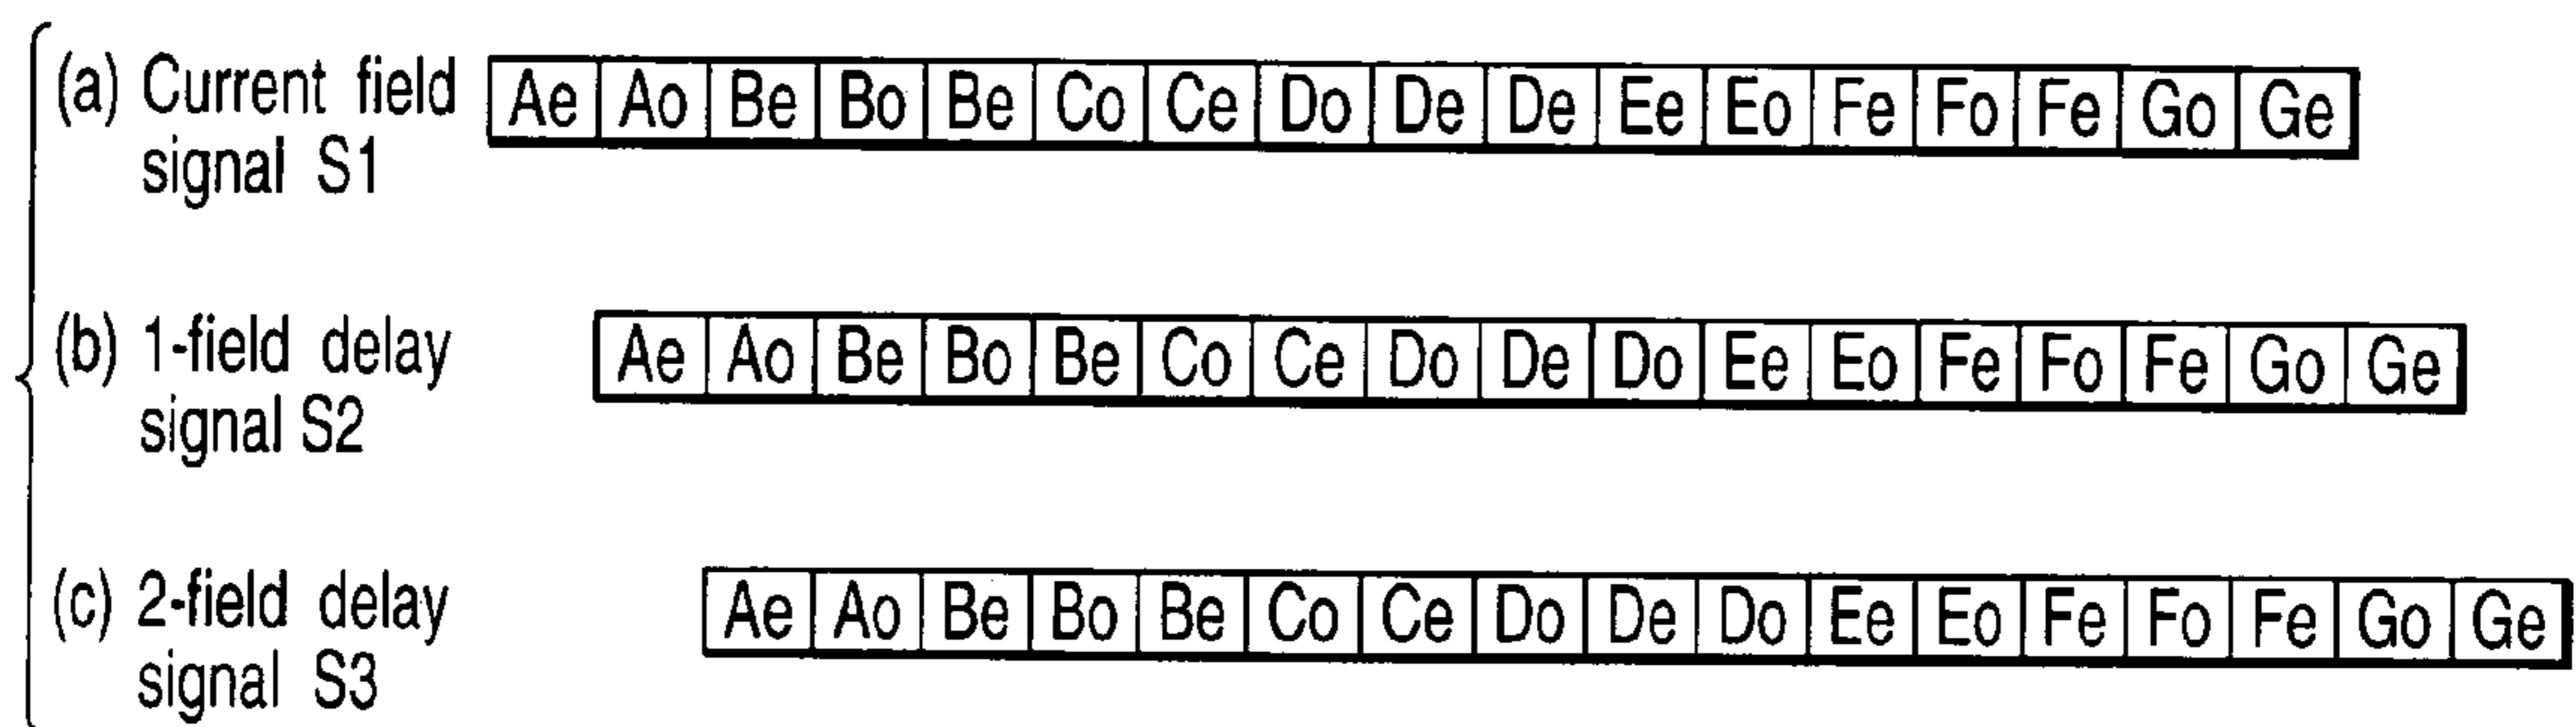 (a) Current field signal S1
Ae Ao Be Bo Be Co Ce Do De De Ee Eo Fe Fo Fe Go Ge
(b) 1-field delay signal S2
Ae Ao Be Bo Be Co Ce Do De Do Ee Eo Fe Fo Fe Go Ge
(c) 2-field delay signal S3
Ae Ao Be Bo Be Co Ce Do De Do Ee Eo Fe Fo Fe Go Ge